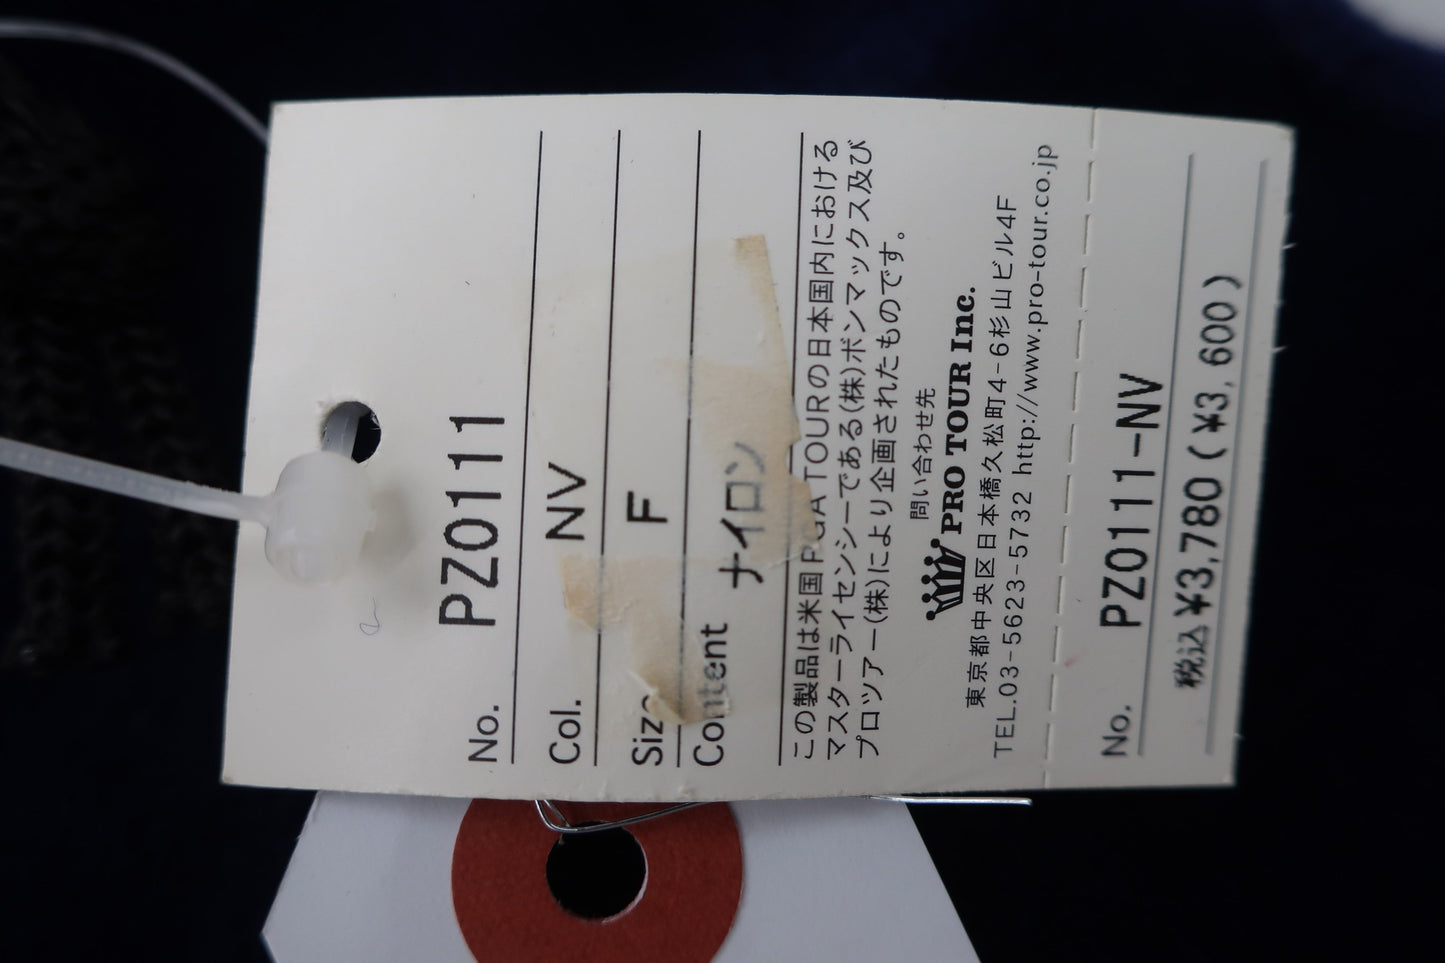 No. PZ0111
Col. NV
Size F
Content ナイロン
この製品は米国PGA TOURの日本国内における
マスターライセンシーである(株)ボンマックス及び
プロツアー(株)により企画されたものです。
問い合わせ先
PRO TOUR Inc.
東京都中央区日本橋久松町4-6杉山ビル4F
TEL.03-5623-5732 http://www.pro-tour.co.jp
No. PZ0111-NV
税込¥3,780(¥3,600)